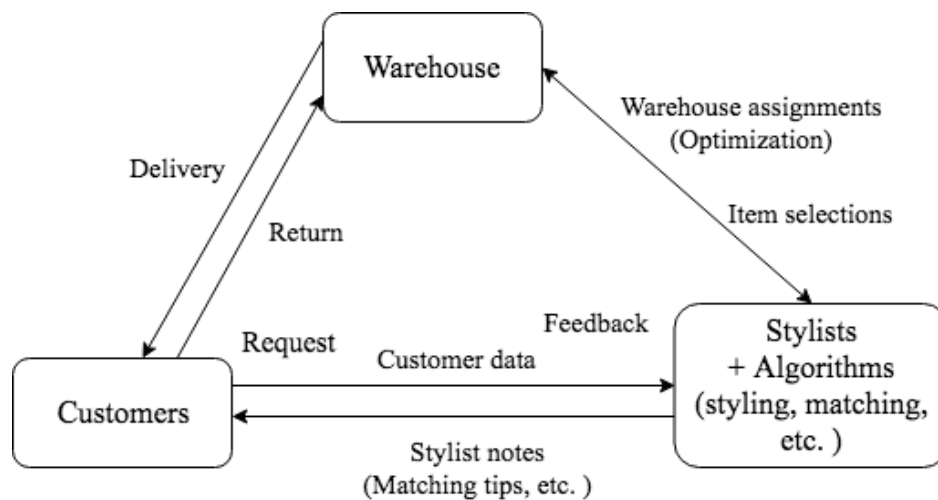 Warehouse
Warehouse assignments
(Optimization)
Delivery
Item selections
Return
Feedback
Request
Customer data
Stylists
+ Algorithms
(styling, matching,
etc. )
Customers
Stylist notes
(Matching tips, etc. )